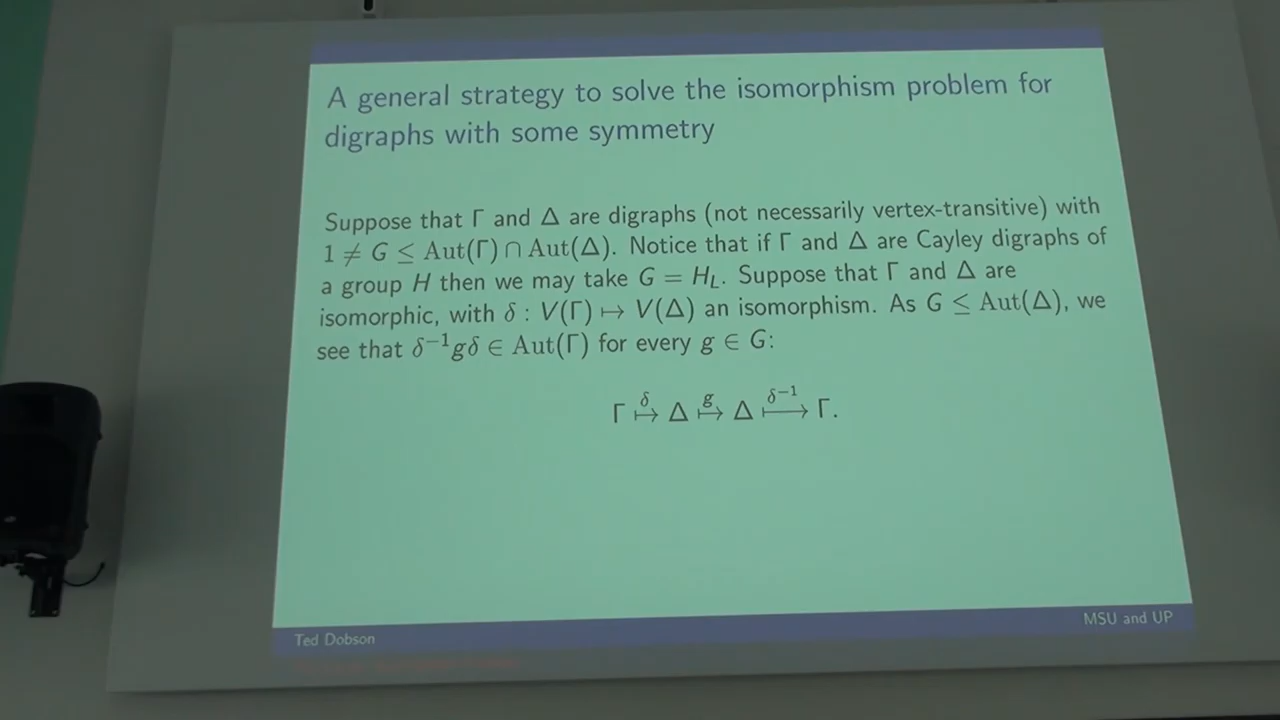 A general strategy to solve the isomorphism problem for
digraphs with some symmetry
Suppose that Γ and Δ are digraphs (not necessarily vertex-transitive) with
1 ≠ G ≤ Aut(Γ) ∩ Aut(Δ). Notice that if Γ and Δ are Cayley digraphs of
a group H then we may take G = H_L. Suppose that Γ and Δ are
isomorphic, with δ : V(Γ) ↦ V(Δ) an isomorphism. As G ≤ Aut(Δ), we
see that δ⁻¹gδ ∈ Aut(Γ) for every g ∈ G:
Γ ↦^δ Δ ↦^g Δ ⟼^{δ⁻¹} Γ.
Ted Dobson
MSU and UP